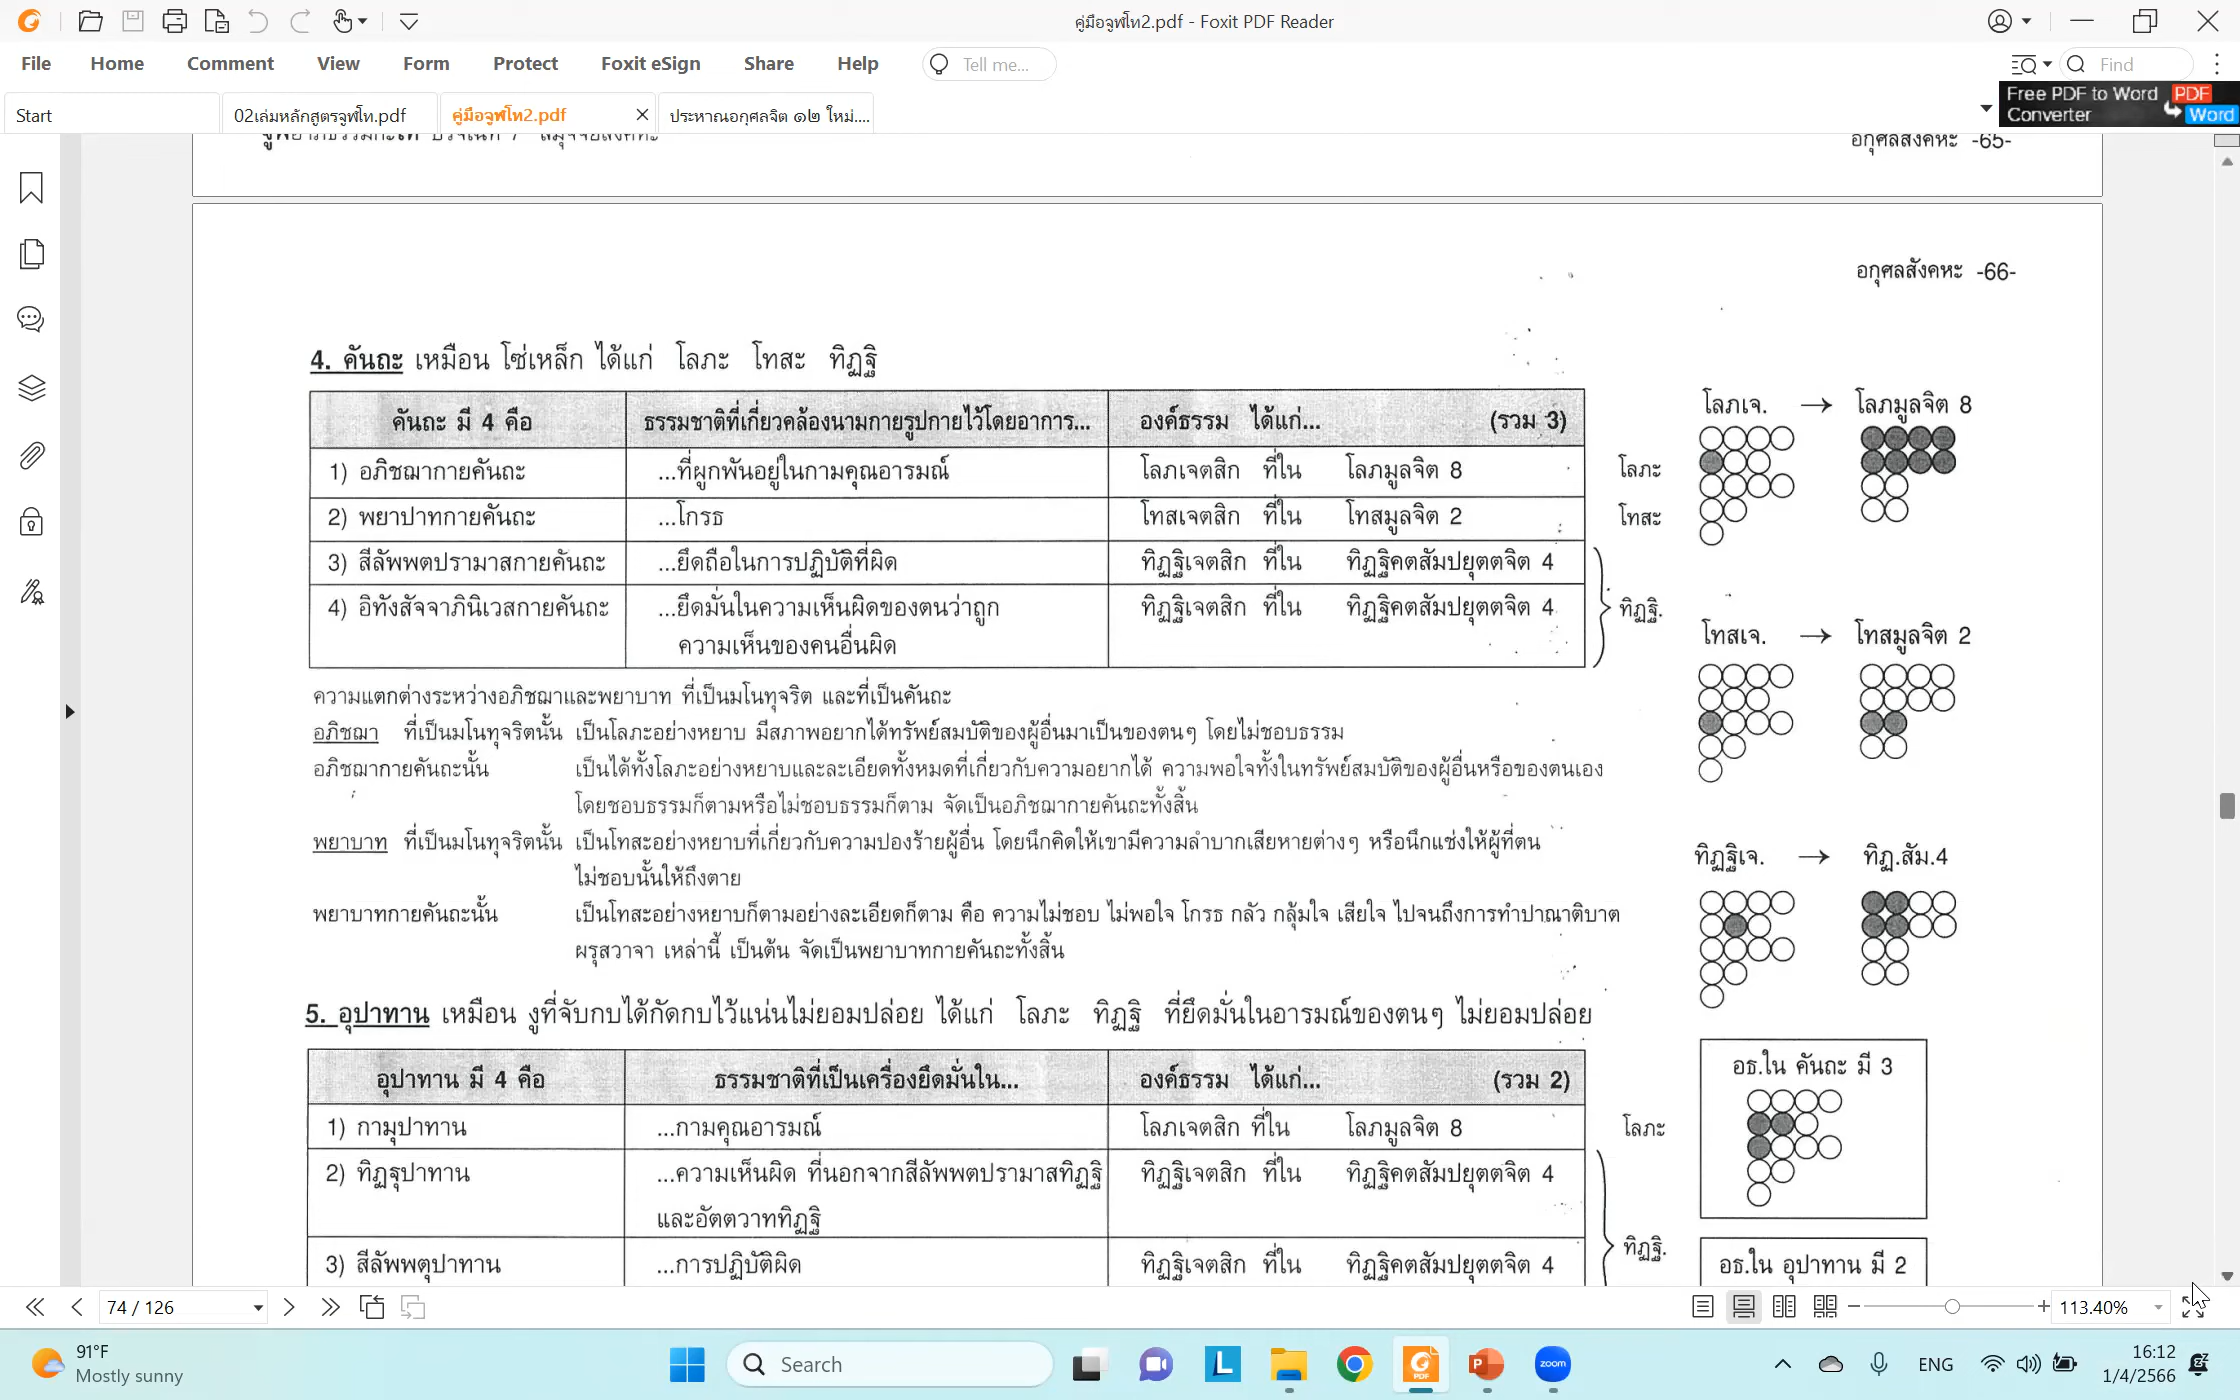 คู่มือจูฬโท2.pdf - Foxit PDF Reader
File Home Comment View Form Protect Foxit eSign Share Help Tell me... Find
Start 02เล่มหลักสูตรจูฬโท.pdf คู่มือจูฬโท2.pdf ประหาณอกุศลจิต ๑๒ ใหม่....
Free PDF to Word Converter PDF Word
อกุศลสังคหะ -65-
อกุศลสังคหะ -66-
4. คันถะ เหมือน โซ่เหล็ก ได้แก่ โลภะ โทสะ ทิฏฐิ
คันถะ มี 4 คือ ธรรมชาติที่เกี่ยวคล้องนามกายรูปกายไว้โดยอาการ... องค์ธรรม ได้แก่... (รวม 3)
1) อภิชฌากายคันถะ ...ที่ผูกพันอยู่ในกามคุณอารมณ์ โลภเจตสิก ที่ใน โลภมูลจิต 8 โลภะ
2) พยาปาทกายคันถะ ...โกรธ โทสเจตสิก ที่ใน โทสมูลจิต 2 โทสะ
3) สีลัพพตปรามาสกายคันถะ ...ยึดถือในการปฏิบัติที่ผิด ทิฏฐิเจตสิก ที่ใน ทิฏฐิคตสัมปยุตตจิต 4
4) อิทังสัจจาภินิเวสกายคันถะ ...ยึดมั่นในความเห็นผิดของตนว่าถูก ทิฏฐิเจตสิก ที่ใน ทิฏฐิคตสัมปยุตตจิต 4 ทิฏฐิ.
ความเห็นของคนอื่นผิด
โลภเจ. → โลภมูลจิต 8
โทสเจ. → โทสมูลจิต 2
ทิฏฐิเจ. → ทิฏ.สัม.4
ความแตกต่างระหว่างอภิชฌาและพยาบาท ที่เป็นมโนทุจริต และที่เป็นคันถะ
อภิชฌา ที่เป็นมโนทุจริตนั้น เป็นโลภะอย่างหยาบ มีสภาพอยากได้ทรัพย์สมบัติของผู้อื่นมาเป็นของตนๆ โดยไม่ชอบธรรม
อภิชฌากายคันถะนั้น เป็นได้ทั้งโลภะอย่างหยาบและละเอียดทั้งหมดที่เกี่ยวกับความอยากได้ ความพอใจทั้งในทรัพย์สมบัติของผู้อื่นหรือของตนเอง
โดยชอบธรรมก็ตามหรือไม่ชอบธรรมก็ตาม จัดเป็นอภิชฌากายคันถะทั้งสิ้น
พยาบาท ที่เป็นมโนทุจริตนั้น เป็นโทสะอย่างหยาบที่เกี่ยวกับความปองร้ายผู้อื่น โดยนึกคิดให้เขามีความลำบากเสียหายต่างๆ หรือนึกแช่งให้ผู้ที่ตน
ไม่ชอบนั้นให้ถึงตาย
พยาบาทกายคันถะนั้น เป็นโทสะอย่างหยาบก็ตามอย่างละเอียดก็ตาม คือ ความไม่ชอบ ไม่พอใจ โกรธ กลัว กลุ้มใจ เสียใจ ไปจนถึงการทำปาณาติบาต
ผรุสวาจา เหล่านี้ เป็นต้น จัดเป็นพยาบาทกายคันถะทั้งสิ้น
5. อุปาทาน เหมือน งูที่จับกบได้กัดกบไว้แน่นไม่ยอมปล่อย ได้แก่ โลภะ ทิฏฐิ ที่ยึดมั่นในอารมณ์ของตนๆ ไม่ยอมปล่อย
อุปาทาน มี 4 คือ ธรรมชาติที่เป็นเครื่องยึดมั่นใน... องค์ธรรม ได้แก่... (รวม 2)
1) กามุปาทาน ...กามคุณอารมณ์ โลภเจตสิก ที่ใน โลภมูลจิต 8 โลภะ
2) ทิฏฐุปาทาน ...ความเห็นผิด ที่นอกจากสีลัพพตปรามาสทิฏฐิ ทิฏฐิเจตสิก ที่ใน ทิฏฐิคตสัมปยุตตจิต 4
และอัตตวาททิฏฐิ
3) สีลัพพตุปาทาน ...การปฏิบัติผิด ทิฏฐิเจตสิก ที่ใน ทิฏฐิคตสัมปยุตตจิต 4 ทิฏฐิ.
อธ.ใน คันถะ มี 3
อธ.ใน อุปาทาน มี 2
74 / 126 113.40%
91°F
Mostly sunny
Search
zoom
ENG
16:12
1/4/2566